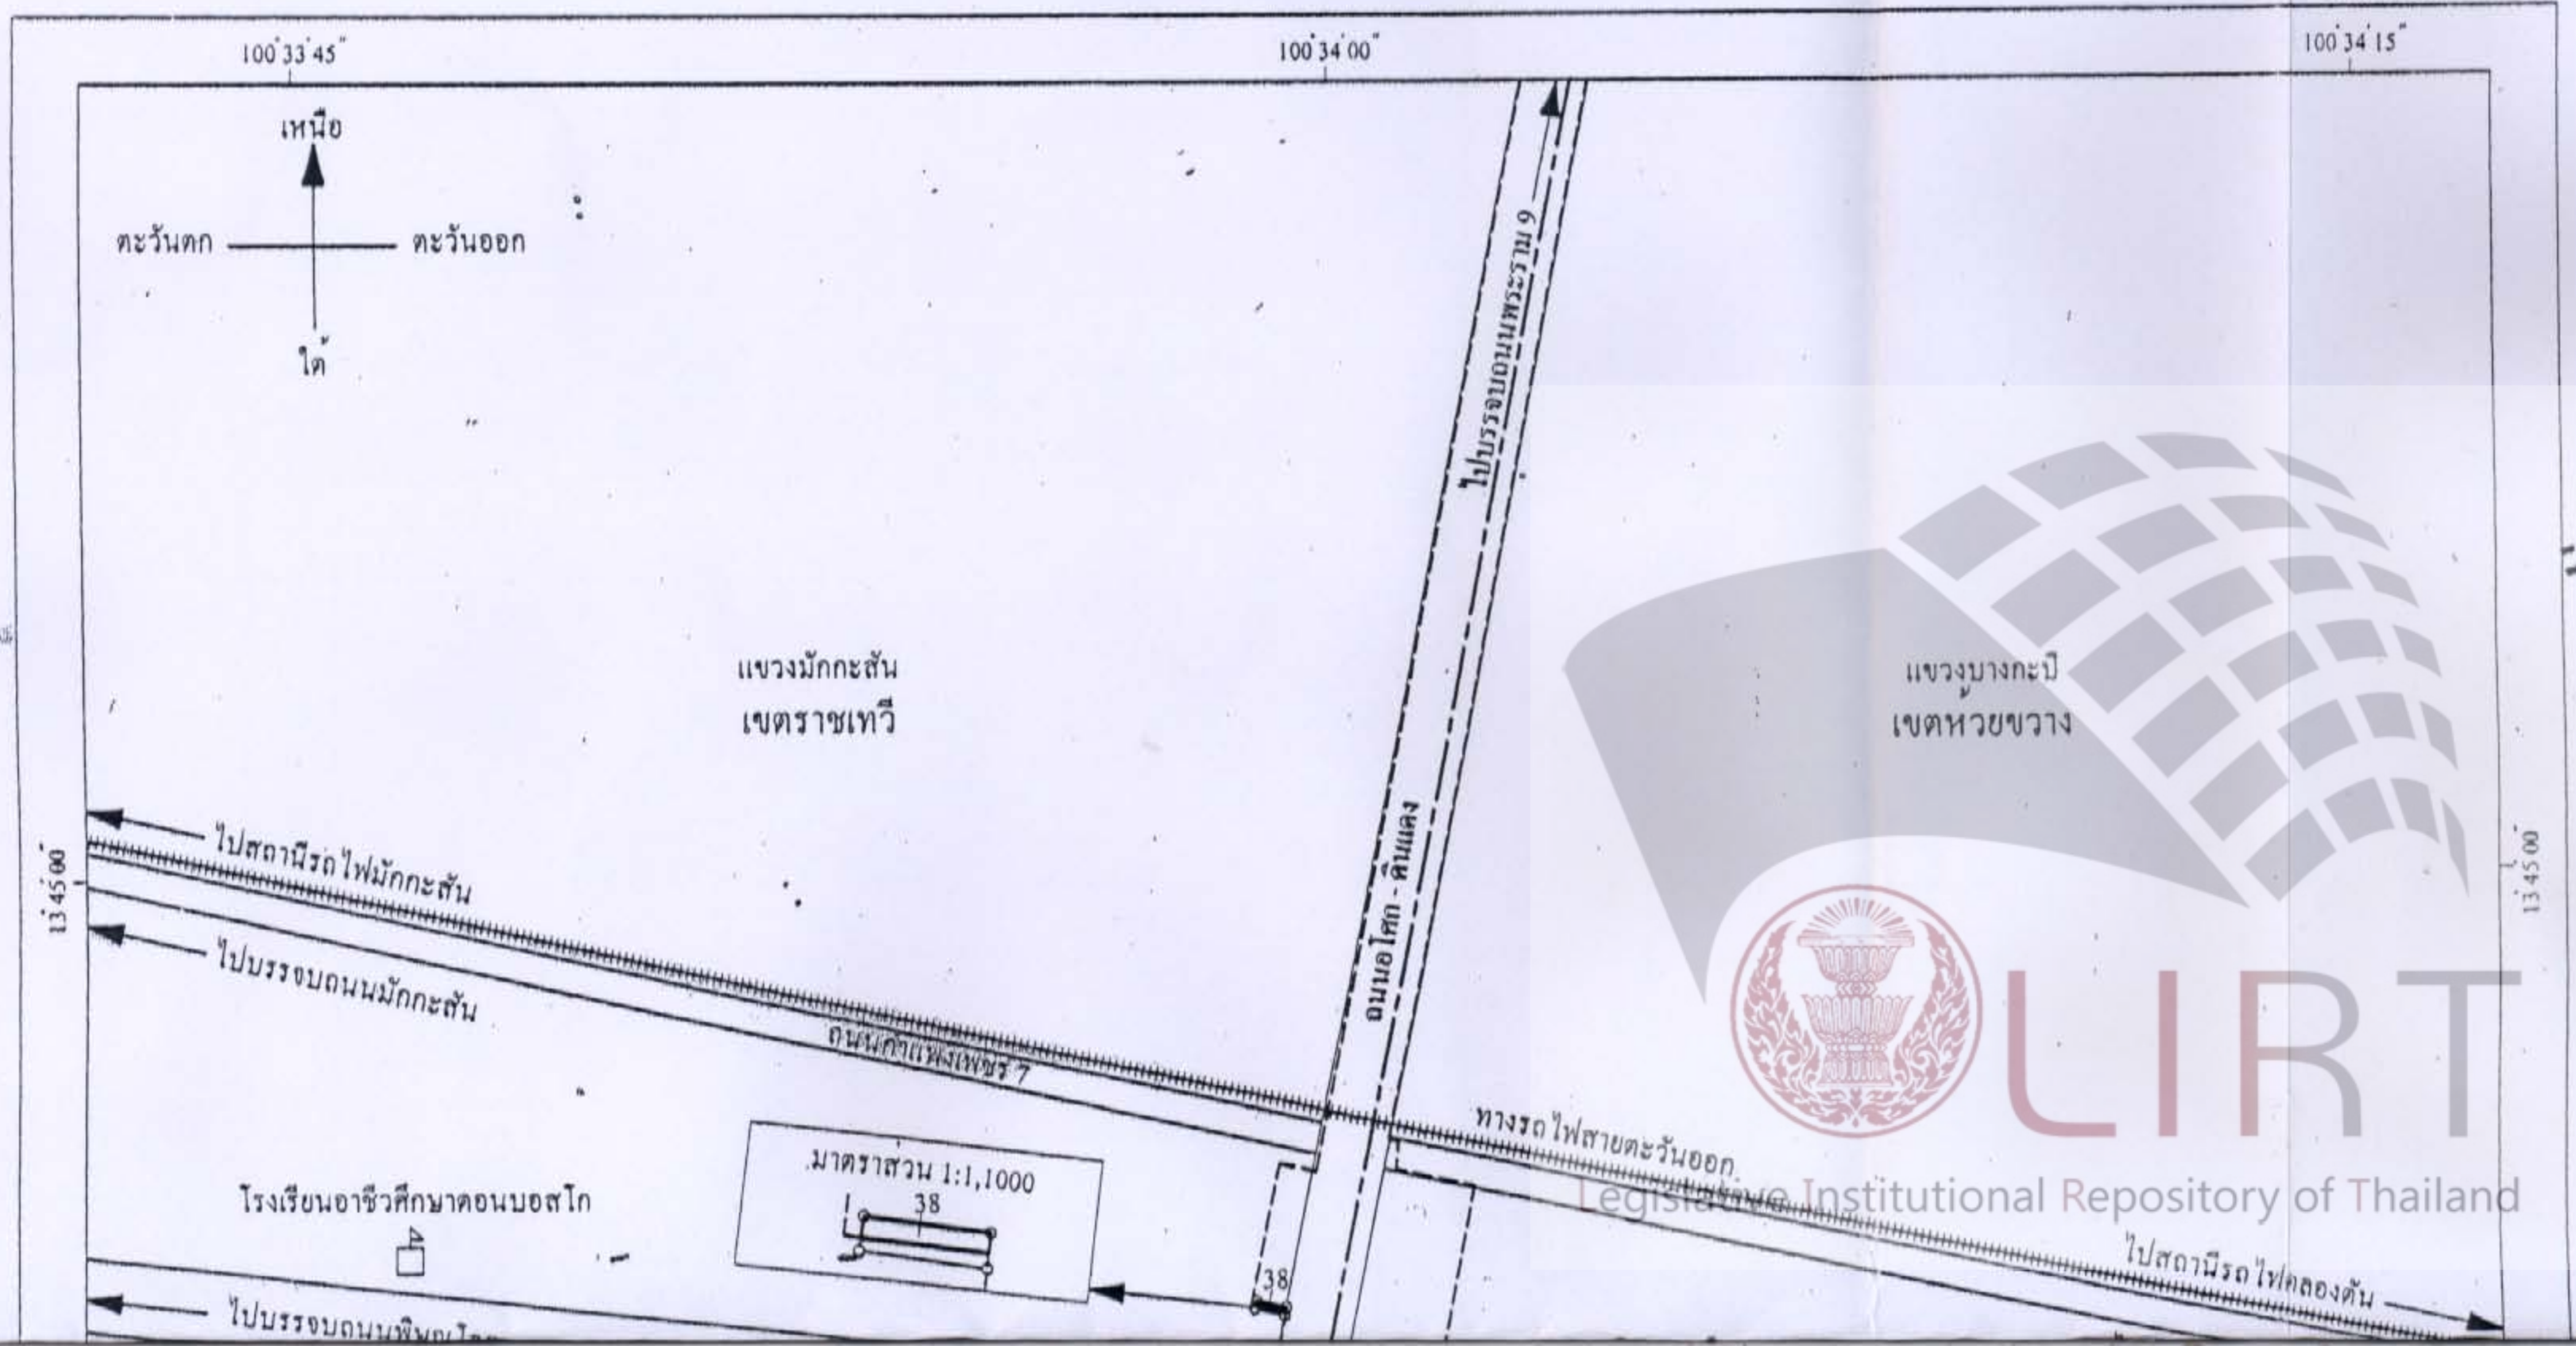 100°33'45"
100°34'00"
100°34'15"
เหนือ
ตะวันตก
ตะวันออก
ใต้
ไปบรรจบถนนพระราม 9
แขวงมักกะสัน
เขตราชเทวี
แขวงบางกะปิ
เขตห้วยขวาง
13°45'00"
13°45'00"
ไปสถานีรถไฟมักกะสัน
ถนนอโศก - ดินแดง
ไปบรรจบถนนมักกะสัน
ถนนกำแพงเพชร 7
LIRT
Legislative Institutional Repository of Thailand
ทางรถไฟสายตะวันออก
มาตราส่วน 1:1,1000
38
โรงเรียนอาชีวศึกษาดอนบอสโก
38
ไปสถานีรถไฟคลองตัน
ไปบรรจบถนน